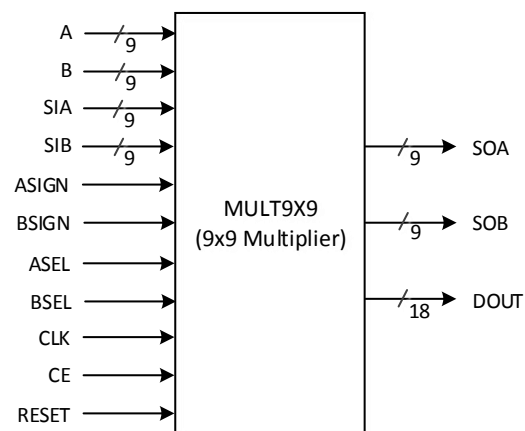 A
9
B
9
SIA
9
SIB
9
ASIGN
BSIGN
ASEL
BSEL
CLK
CE
RESET
MULT9X9
(9x9 Multiplier)
9
SOA
9
SOB
18
DOUT